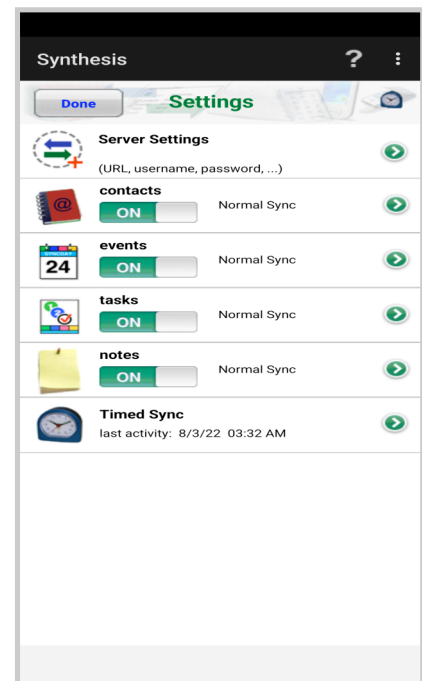 Synthesis ?
Done Settings
Server Settings
(URL, username, password, ...)
contacts
ON Normal Sync
events
24 ON Normal Sync
tasks
ON Normal Sync
notes
ON Normal Sync
Timed Sync
last activity: 8/3/22 03:32 AM